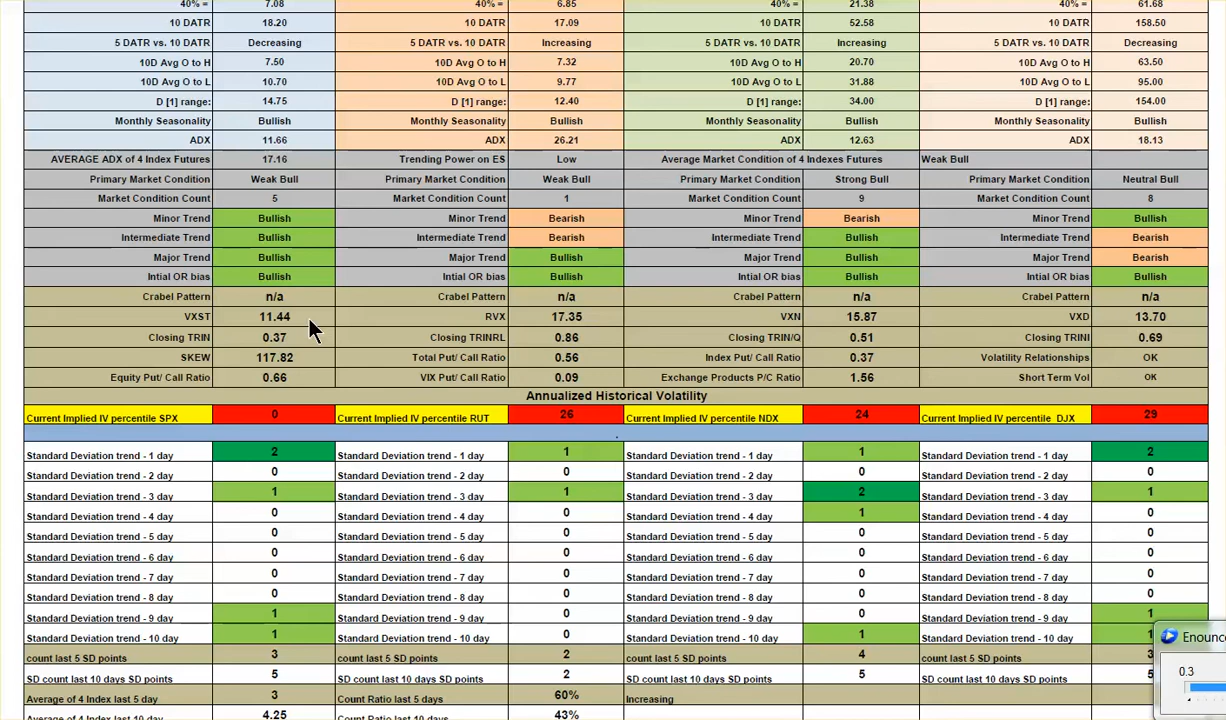 40% = 7.08 40% = 6.85 40% = 21.38 40% = 61.68
10 DATR 18.20 10 DATR 17.09 10 DATR 52.58 10 DATR 158.50
5 DATR vs. 10 DATR Decreasing 5 DATR vs. 10 DATR Increasing 5 DATR vs. 10 DATR Increasing 5 DATR vs. 10 DATR Decreasing
10D Avg O to H 7.50 10D Avg O to H 7.32 10D Avg O to H 20.70 10D Avg O to H 63.50
10D Avg O to L 10.70 10D Avg O to L 9.77 10D Avg O to L 31.88 10D Avg O to L 95.00
D [1] range: 14.75 D [1] range: 12.40 D [1] range: 34.00 D [1] range: 154.00
Monthly Seasonality Bullish Monthly Seasonality Bullish Monthly Seasonality Bullish Monthly Seasonality Bullish
ADX 11.66 ADX 26.21 ADX 12.63 ADX 18.13
AVERAGE ADX of 4 Index Futures 17.16 Trending Power on ES Low Average Market Condition of 4 Indexes Futures Weak Bull
Primary Market Condition Weak Bull Primary Market Condition Weak Bull Primary Market Condition Strong Bull Primary Market Condition Neutral Bull
Market Condition Count 5 Market Condition Count 1 Market Condition Count 9 Market Condition Count 8
Minor Trend Bullish Minor Trend Bearish Minor Trend Bearish Minor Trend Bullish
Intermediate Trend Bullish Intermediate Trend Bearish Intermediate Trend Bullish Intermediate Trend Bearish
Major Trend Bullish Major Trend Bullish Major Trend Bullish Major Trend Bearish
Intial OR bias Bullish Intial OR bias Bullish Intial OR bias Bullish Intial OR bias Bullish
Crabel Pattern n/a Crabel Pattern n/a Crabel Pattern n/a Crabel Pattern n/a
VXST 11.44 RVX 17.35 VXN 15.87 VXD 13.70
Closing TRIN 0.37 Closing TRINRL 0.86 Closing TRIN/Q 0.51 Closing TRINI 0.69
SKEW 117.82 Total Put/ Call Ratio 0.56 Index Put/ Call Ratio 0.37 Volatility Relationships OK
Equity Put/ Call Ratio 0.66 VIX Put/ Call Ratio 0.09 Exchange Products P/C Ratio 1.56 Short Term Vol OK
Annualized Historical Volatility
Current Implied IV percentile SPX 0 Current Implied IV percentile RUT 26 Current Implied IV percentile NDX 24 Current Implied IV percentile DJX 29
.
Standard Deviation trend - 1 day 2 Standard Deviation trend - 1 day 1 Standard Deviation trend - 1 day 1 Standard Deviation trend - 1 day 2
Standard Deviation trend - 2 day 0 Standard Deviation trend - 2 day 0 Standard Deviation trend - 2 day 0 Standard Deviation trend - 2 day 0
Standard Deviation trend - 3 day 1 Standard Deviation trend - 3 day 1 Standard Deviation trend - 3 day 2 Standard Deviation trend - 3 day 1
Standard Deviation trend - 4 day 0 Standard Deviation trend - 4 day 0 Standard Deviation trend - 4 day 1 Standard Deviation trend - 4 day 0
Standard Deviation trend - 5 day 0 Standard Deviation trend - 5 day 0 Standard Deviation trend - 5 day 0 Standard Deviation trend - 5 day 0
Standard Deviation trend - 6 day 0 Standard Deviation trend - 6 day 0 Standard Deviation trend - 6 day 0 Standard Deviation trend - 6 day 0
Standard Deviation trend - 7 day 0 Standard Deviation trend - 7 day 0 Standard Deviation trend - 7 day 0 Standard Deviation trend - 7 day 0
Standard Deviation trend - 8 day 0 Standard Deviation trend - 8 day 0 Standard Deviation trend - 8 day 0 Standard Deviation trend - 8 day 0
Standard Deviation trend - 9 day 1 Standard Deviation trend - 9 day 0 Standard Deviation trend - 9 day 0 Standard Deviation trend - 9 day 1
Standard Deviation trend - 10 day 1 Standard Deviation trend - 10 day 0 Standard Deviation trend - 10 day 1 Standard Deviation trend - 10 day 1
count last 5 SD points 3 count last 5 SD points 2 count last 5 SD points 4 count last 5 SD points 3
SD count last 10 days SD points 5 SD count last 10 days SD points 2 SD count last 10 days SD points 5 SD count last 10 days SD points 5
Average of 4 Index last 5 day 3 Count Ratio last 5 days 60% Increasing
Average of 4 Index last 10 day 4.25 Count Ratio last 10 days 43%
Enounc
0.3